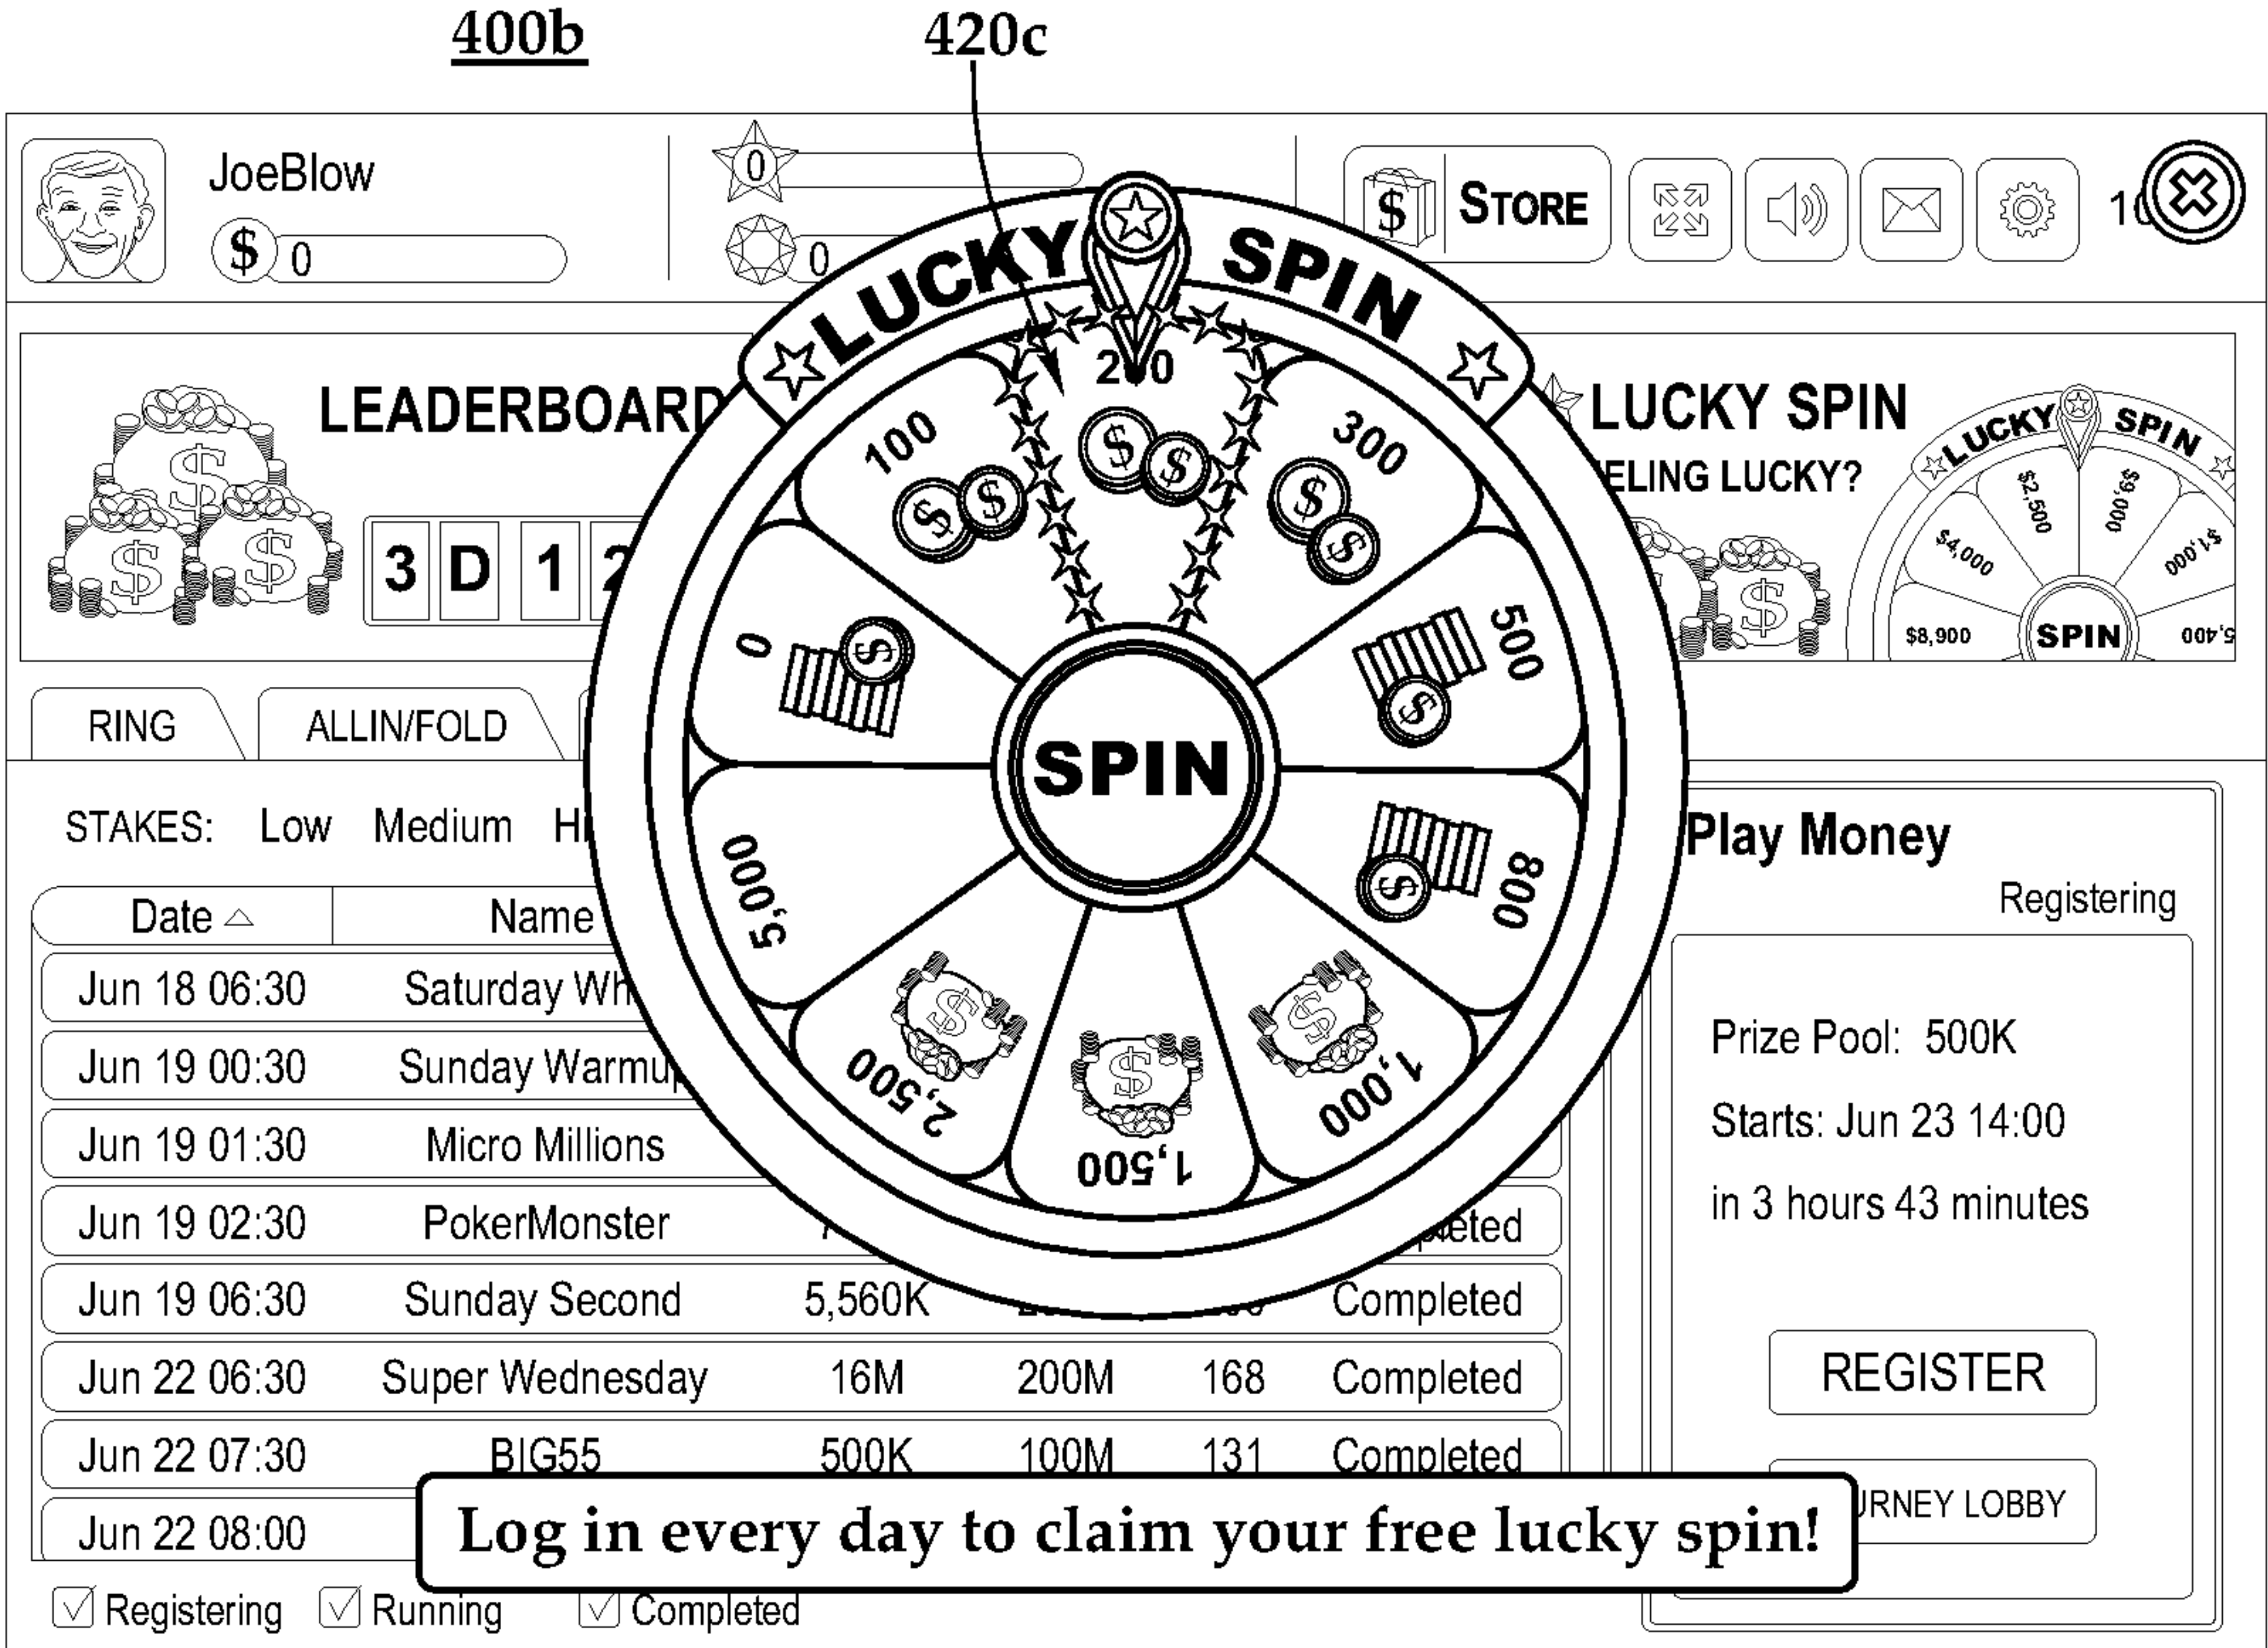 400b
420c
JoeBlow
$ 0
0
0
$ STORE
LUCKY SPIN
LEADERBOARD
3 D 1 2
LUCKY SPIN
LUCKY?
LUCKY SPIN
$2,500
$9,000
$4,000
$1,000
$8,900
SPIN
5,400
100
300
0
500
SPIN
5,000
800
2,500
1,500
1,000
RING
ALLIN/FOLD
STAKES: Low Medium
Date Name
Jun 18 06:30 Saturday
Jun 19 00:30 Sunday Warmup
Jun 19 01:30 Micro Millions
Jun 19 02:30 PokerMonster
Jun 19 06:30 Sunday Second 5,560K Completed
Jun 22 06:30 Super Wednesday 16M 200M 168 Completed
Jun 22 07:30 BIG55 500K 100M 131 Completed
Jun 22 08:00
Play Money
Registering
Prize Pool: 500K
Starts: Jun 23 14:00
in 3 hours 43 minutes
REGISTER
LOBBY
Log in every day to claim your free lucky spin!
Registering Running Completed